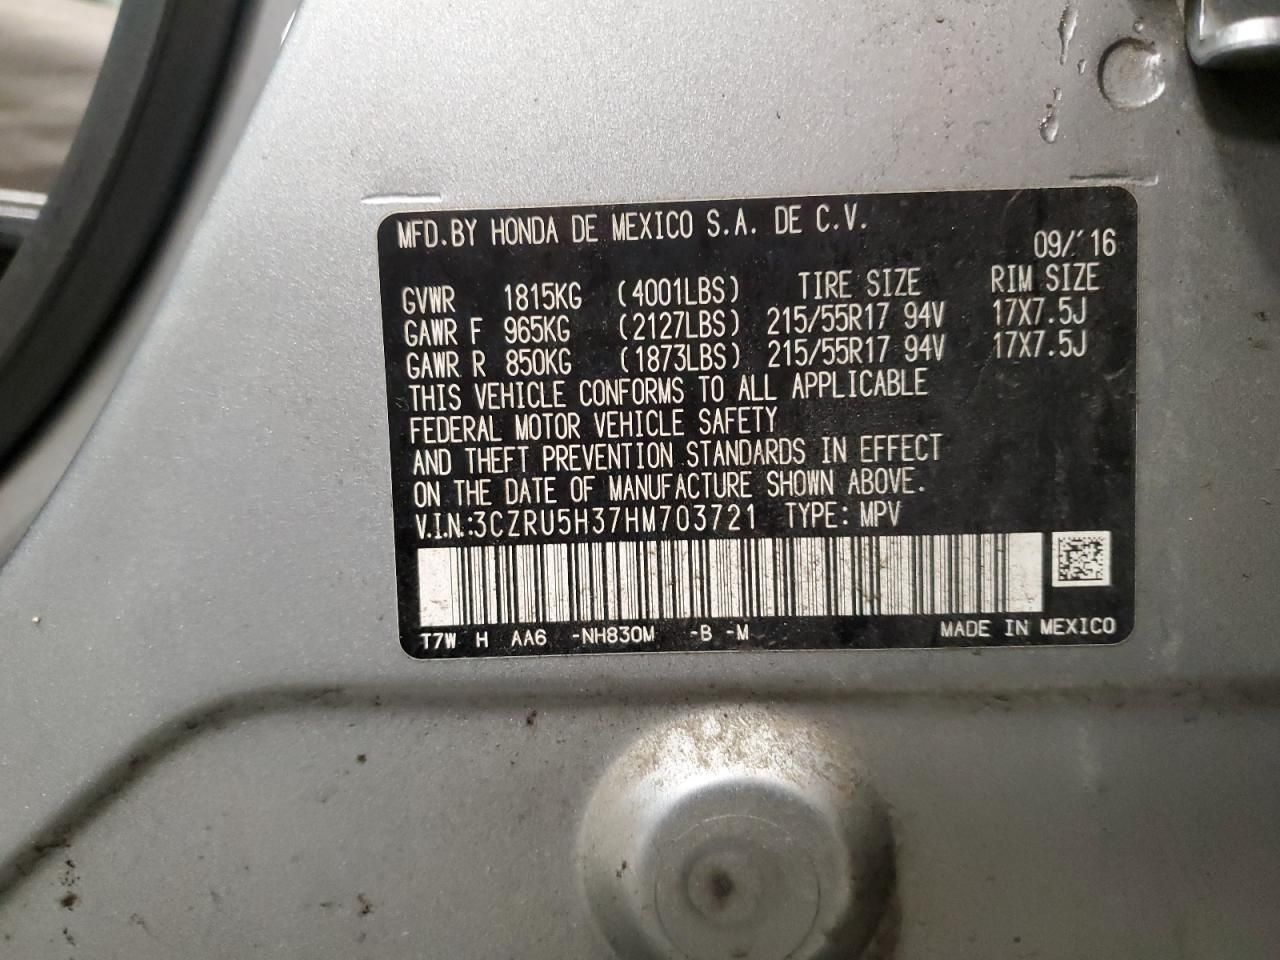 MFD.BY HONDA DE MEXICO S.A. DE C.V.
09/'16
GVWR 1815KG (4001LBS) TIRE SIZE RIM SIZE
GAWR F 965KG (2127LBS) 215/55R17 94V 17X7.5J
GAWR R 850KG (1873LBS) 215/55R17 94V 17X7.5J
THIS VEHICLE CONFORMS TO ALL APPLICABLE
FEDERAL MOTOR VEHICLE SAFETY
AND THEFT PREVENTION STANDARDS IN EFFECT
ON THE DATE OF MANUFACTURE SHOWN ABOVE.
V.I.N.:3CZRU5H37HM703721 TYPE: MPV
T7W H AA6 -NH830M -B -M MADE IN MEXICO